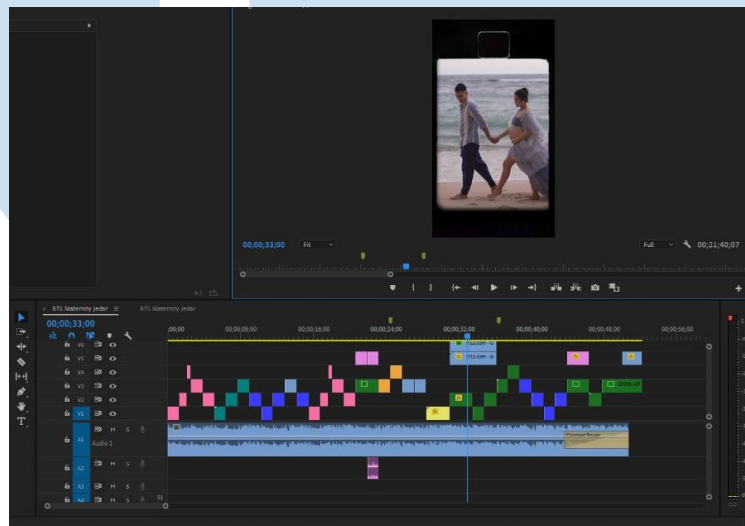 00;00;33;00 Fit Full 00;21;40;07
× BTS Maternity Jedar ≡ BTS Maternity Jedar
00;00;33;00
;00;00 00;00;08;00 00;00;16;00 00;00;24;00 00;00;32;00 00;00;40;00 00;00;48;00 00;00;56;00
V6
V5
V4
V3
V2
V1 fx
A1 M S
Audio 1
Constant Power
A2 M S
A3 M S
A4 M S